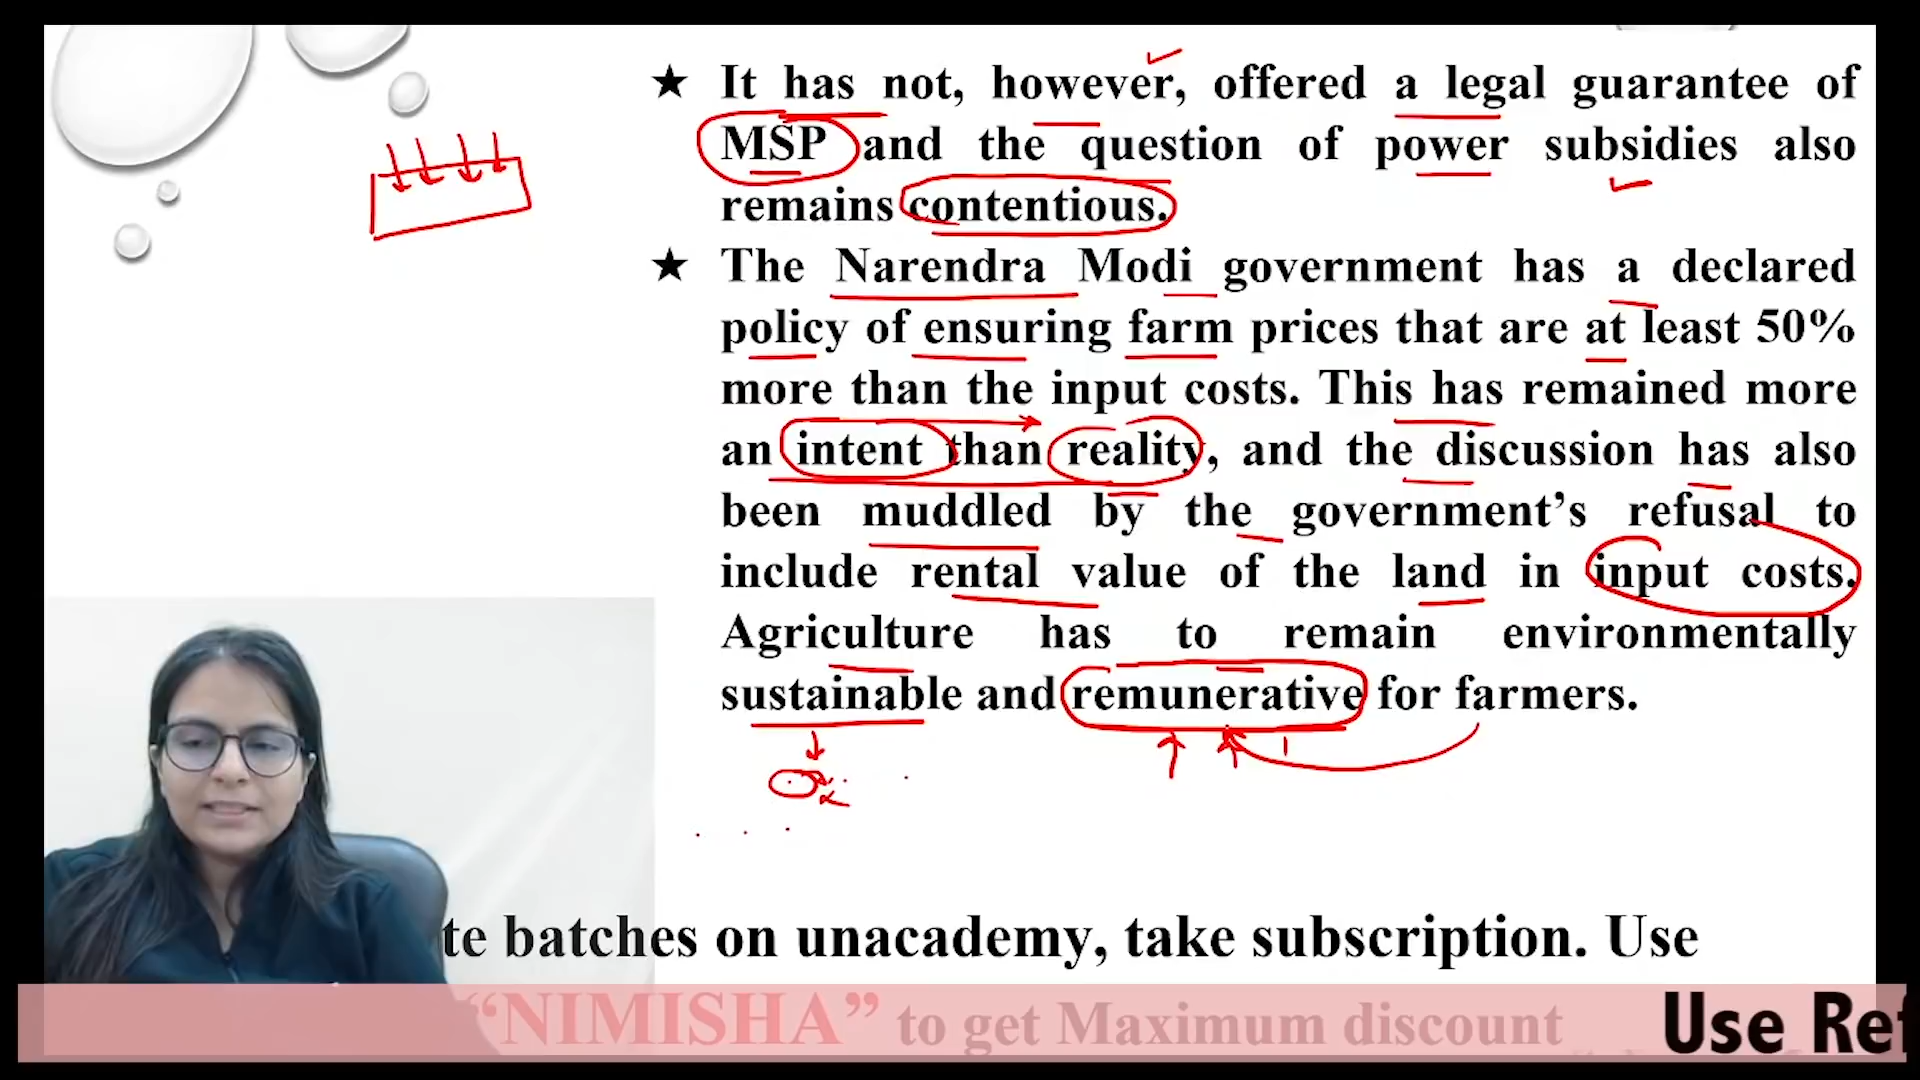 ★ It has not, however, offered a legal guarantee of
MSP and the question of power subsidies also
remains contentious.
★ The Narendra Modi government has a declared
policy of ensuring farm prices that are at least 50%
more than the input costs. This has remained more
an intent than reality, and the discussion has also
been muddled by the government’s refusal to
include rental value of the land in input costs.
Agriculture has to remain environmentally
sustainable and remunerative for farmers.
te batches on unacademy, take subscription. Use
“NIMISHA” to get Maximum discount
Use Ref